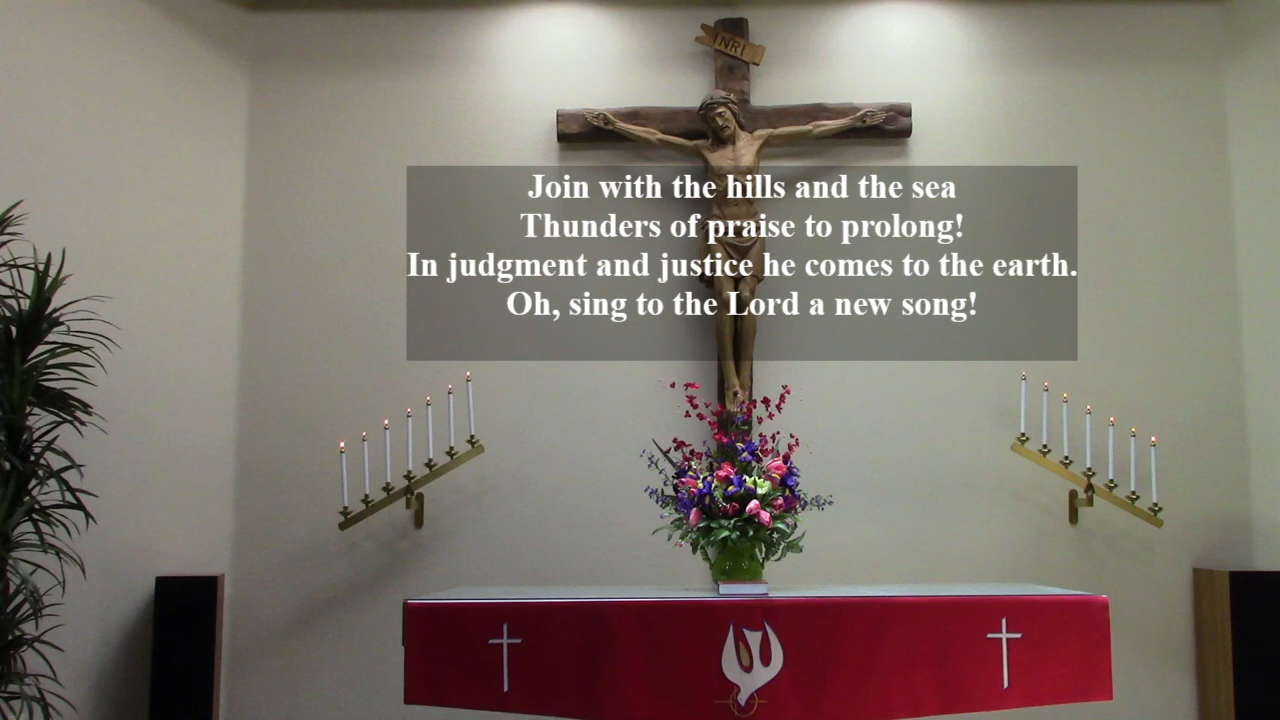 INRI
Join with the hills and the sea
Thunders of praise to prolong!
In judgment and justice he comes to the earth.
Oh, sing to the Lord a new song!